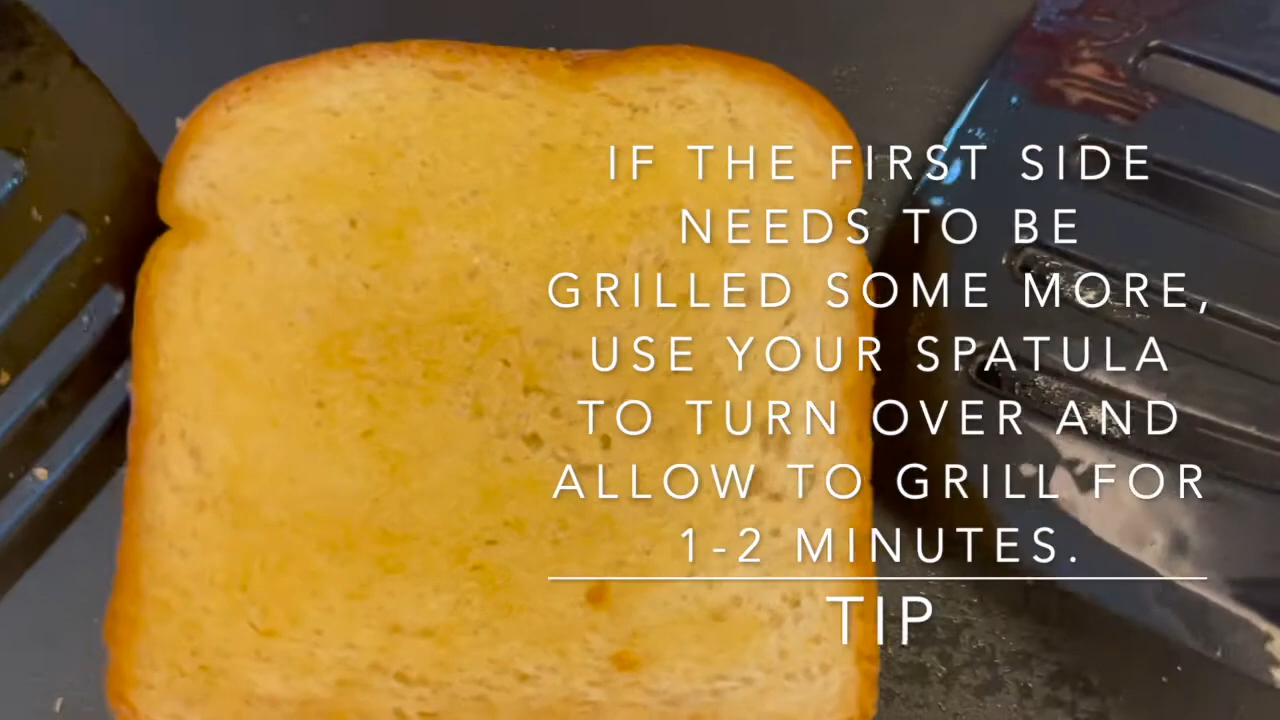 IF THE FIRST SIDE
NEEDS TO BE
GRILLED SOME MORE,
USE YOUR SPATULA
TO TURN OVER AND
ALLOW TO GRILL FOR
1-2 MINUTES.
TIP